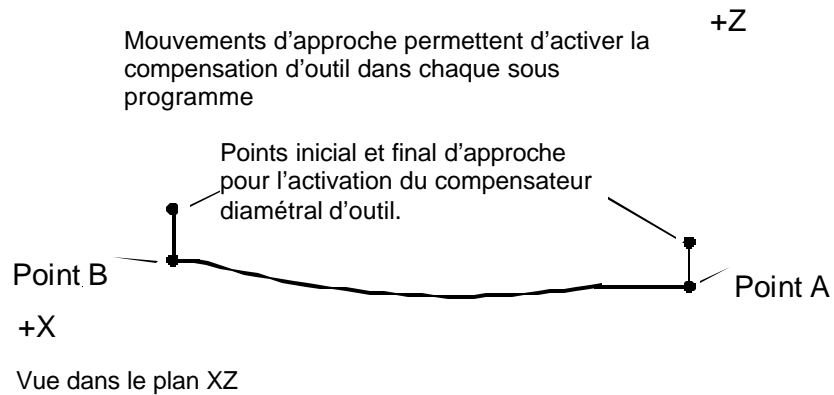 +Z
Mouvements d'approche permettent d'activer la
compensation d'outil dans chaque sous
programme
Points inicial et final d'approche
pour l'activation du compensateur
diamétral d'outil.
Point B
Point A
+X
Vue dans le plan XZ